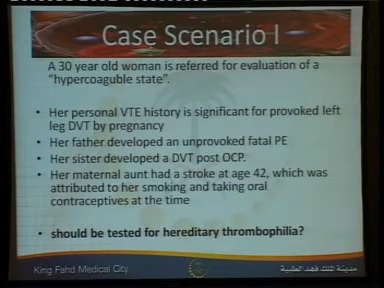 Case Scenario I
A 30 year old woman is referred for evaluation of a
"hypercoaguble state".
• Her personal VTE history is significant for provoked left
leg DVT by pregnancy
• Her father developed an unprovoked fatal PE
• Her sister developed a DVT post OCP.
• Her maternal aunt had a stroke at age 42, which was
attributed to her smoking and taking oral
contraceptives at the time
• should be tested for hereditary thrombophilia?
King Fahd Medical City
مدينة الملك فهد الطبية